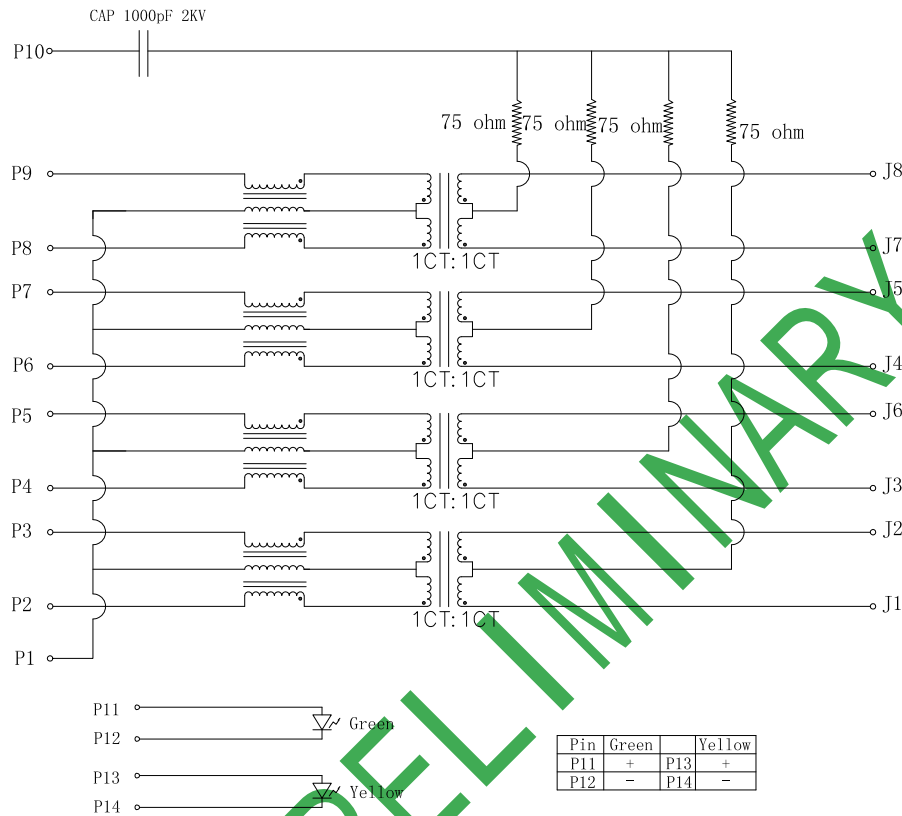 CAP 1000pF 2KV
P10
75 ohm 75 ohm 75 ohm 75 ohm
P9 J8
P8 J7
1CT:1CT
P7 J5
P6 J4
1CT:1CT
P5 J6
P4 J3
1CT:1CT
P3 J2
P2 J1
1CT:1CT
P1
P11
Green
P12
P13
Yellow
P14
Pin Green Yellow
P11 + P13 +
P12 - P14 -
PRELIMINARY